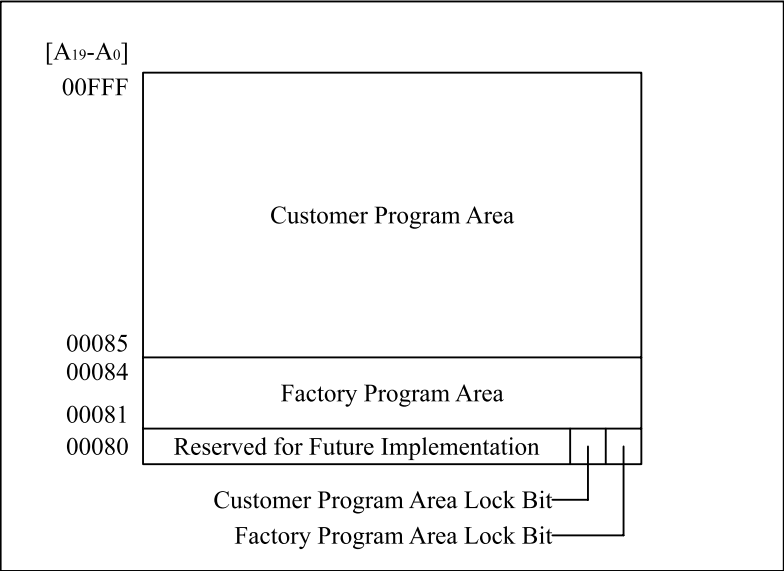 [A19-A0]
00FFF
Customer Program Area
00085
00084
Factory Program Area
00081
00080
Reserved for Future Implementation
Customer Program Area Lock Bit
Factory Program Area Lock Bit